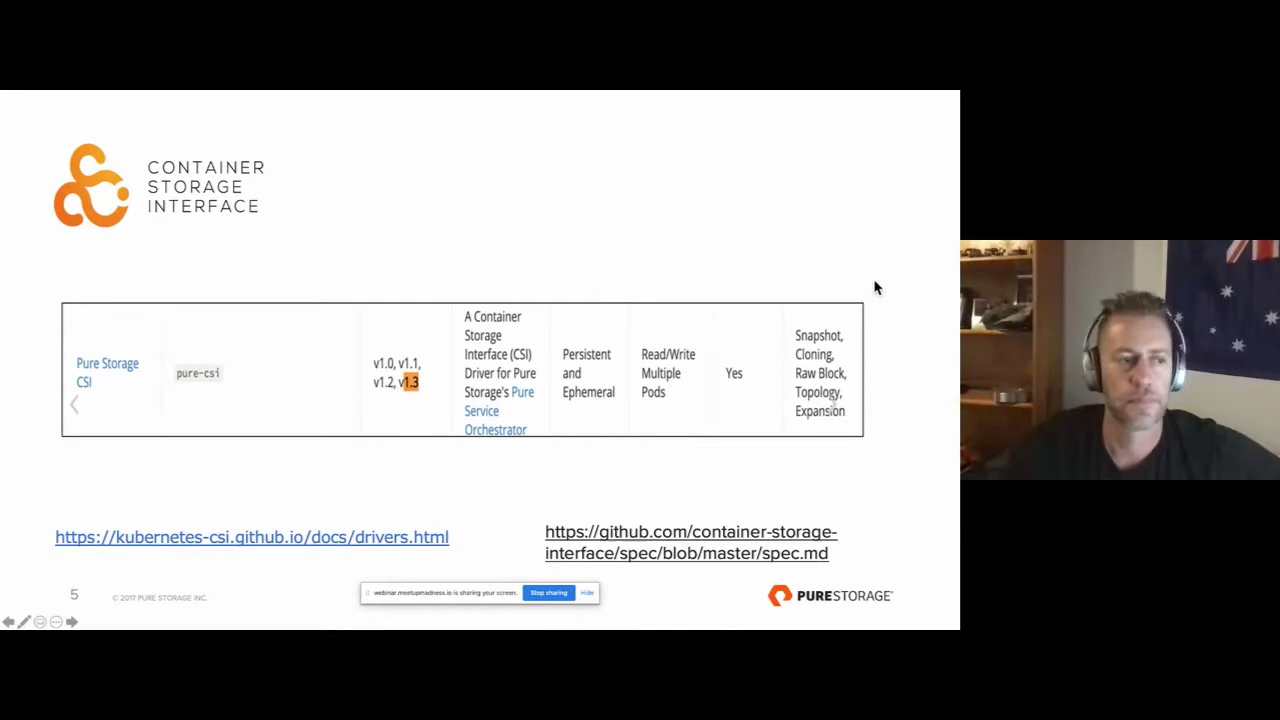 CONTAINER
STORAGE
INTERFACE
Pure Storage
CSI
pure-csi
v1.0, v1.1,
v1.2, v1.3
A Container
Storage
Interface (CSI)
Driver for Pure
Storage's Pure
Service
Orchestrator
Persistent
and
Ephemeral
Read/Write
Multiple
Pods
Yes
Snapshot,
Cloning,
Raw Block,
Topology,
Expansion
https://kubernetes-csi.github.io/docs/drivers.html
https://github.com/container-storage-
interface/spec/blob/master/spec.md
5
© 2017 PURE STORAGE INC.
webinar.meetupmadness.io is sharing your screen.
Stop sharing
Hide
PURESTORAGE®